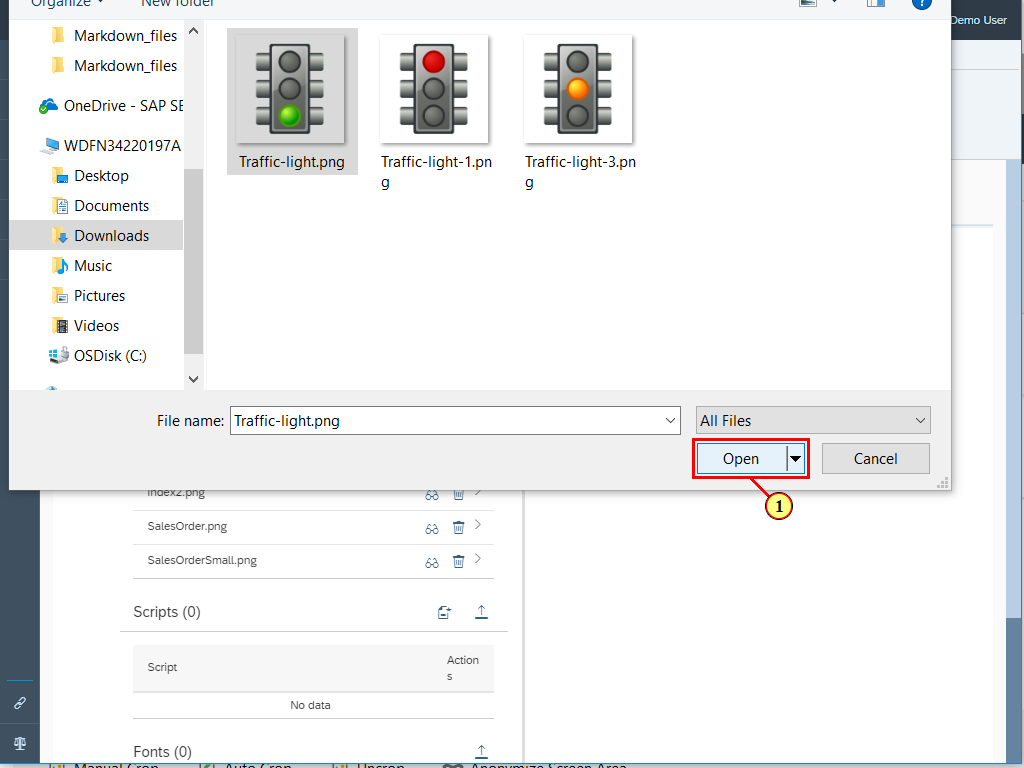 Organize
New folder
Demo User
Markdown_files
Markdown_files
OneDrive - SAP SE
WDFN34220197A
Desktop
Documents
Downloads
Music
Pictures
Videos
OSDisk (C:)
Traffic-light.png
Traffic-light-1.pn
g
Traffic-light-3.pn
g
File name:
Traffic-light.png
All Files
Open
Cancel
1
index2.png
SalesOrder.png
SalesOrderSmall.png
Scripts (0)
Script
Action
s
No data
Fonts (0)
Manual Crop
Auto Crop
Uncrop
Anonymize Screen Area